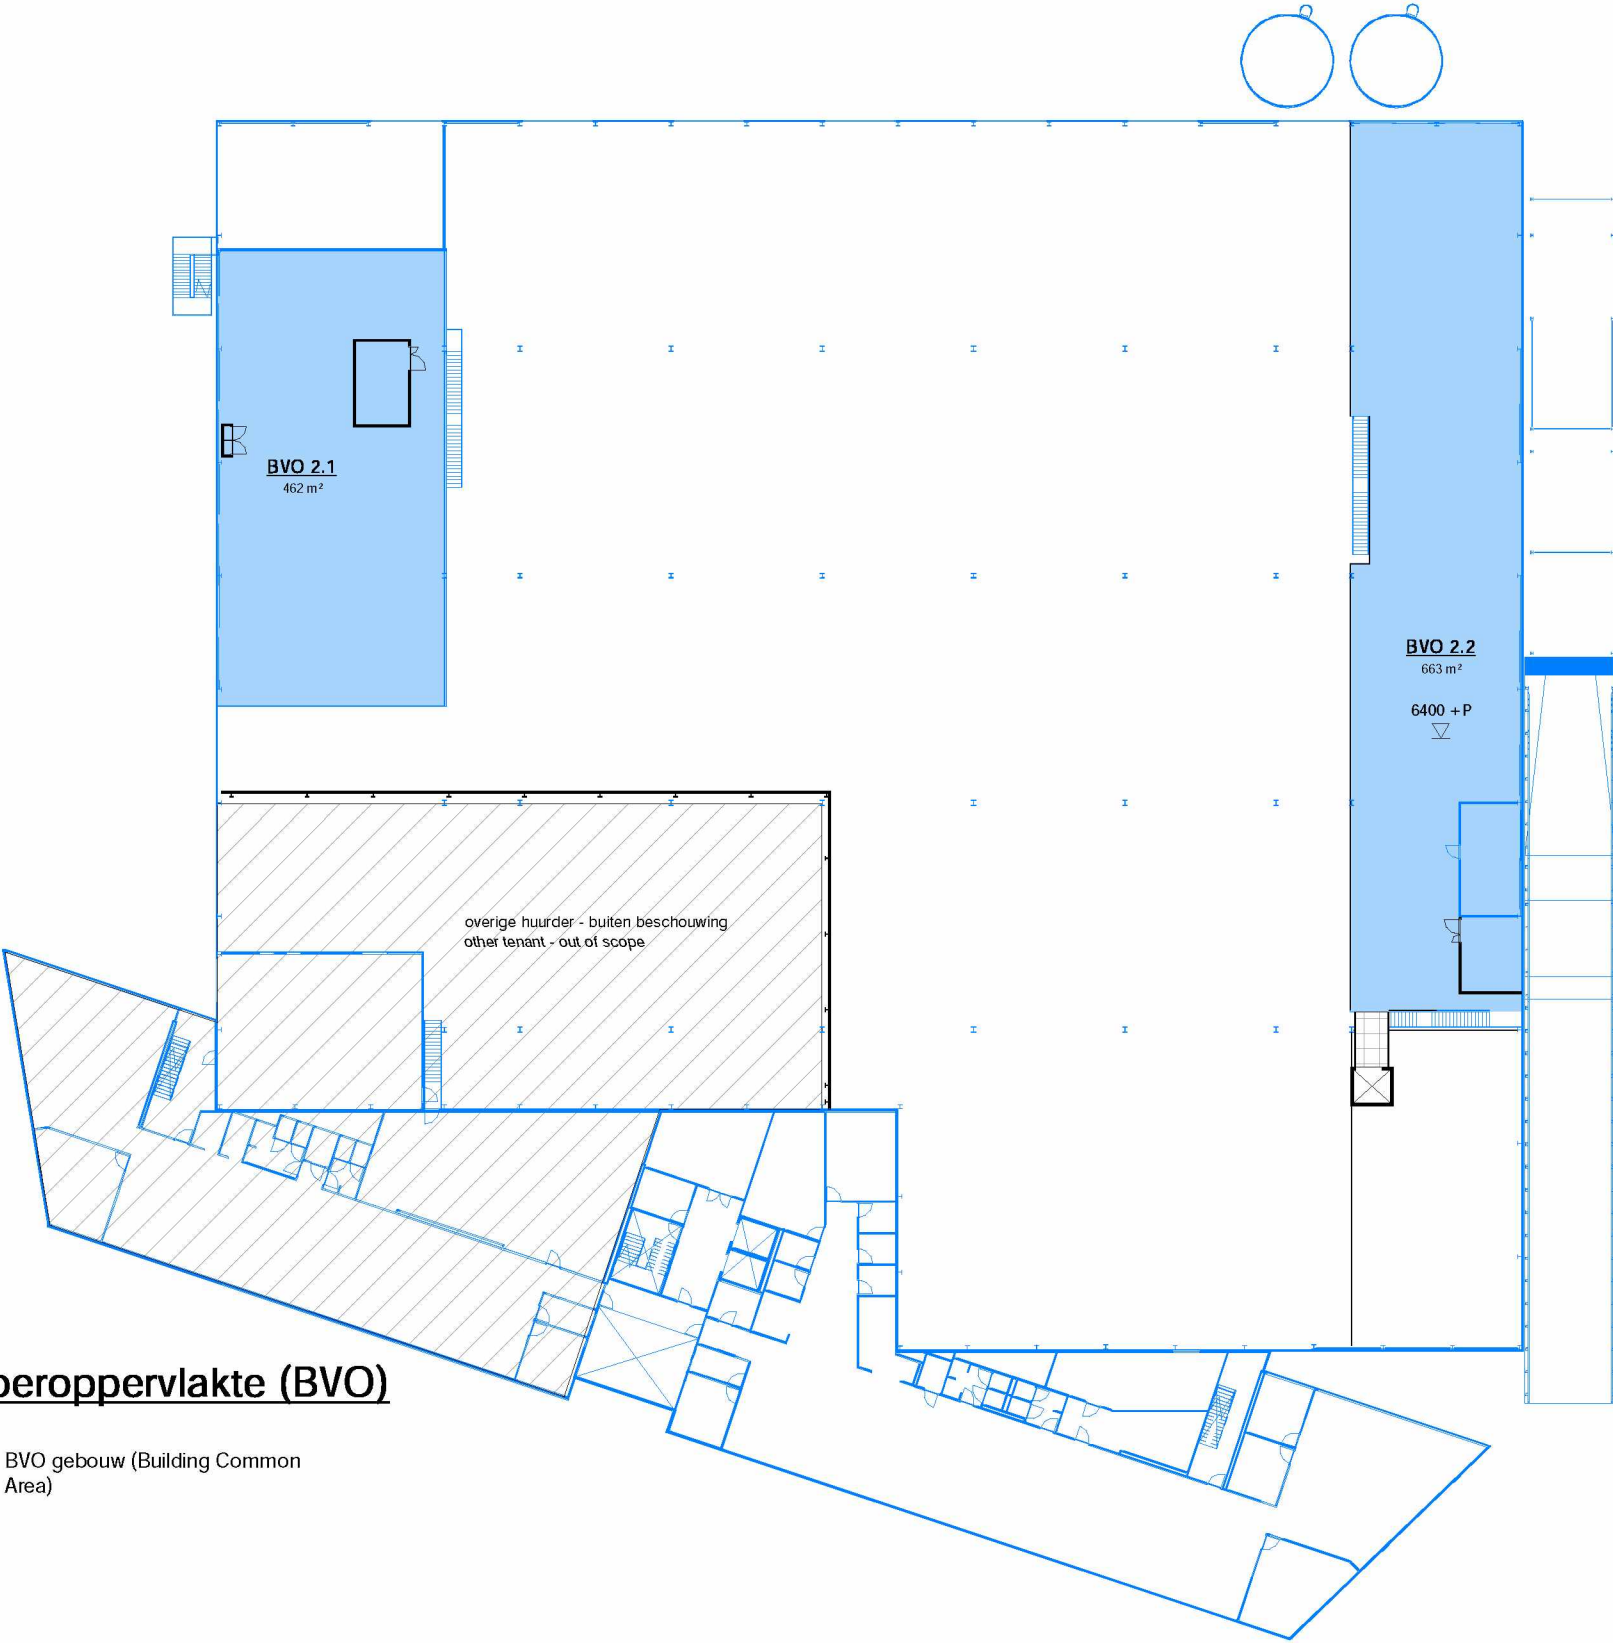 BVO 2.1
462 m²
BVO 2.2
663 m²
6400 +P
overige huurder - buiten beschouwing
other tenant - out of scope
peroppervlakte (BVO)
BVO gebouw (Building Common
Area)